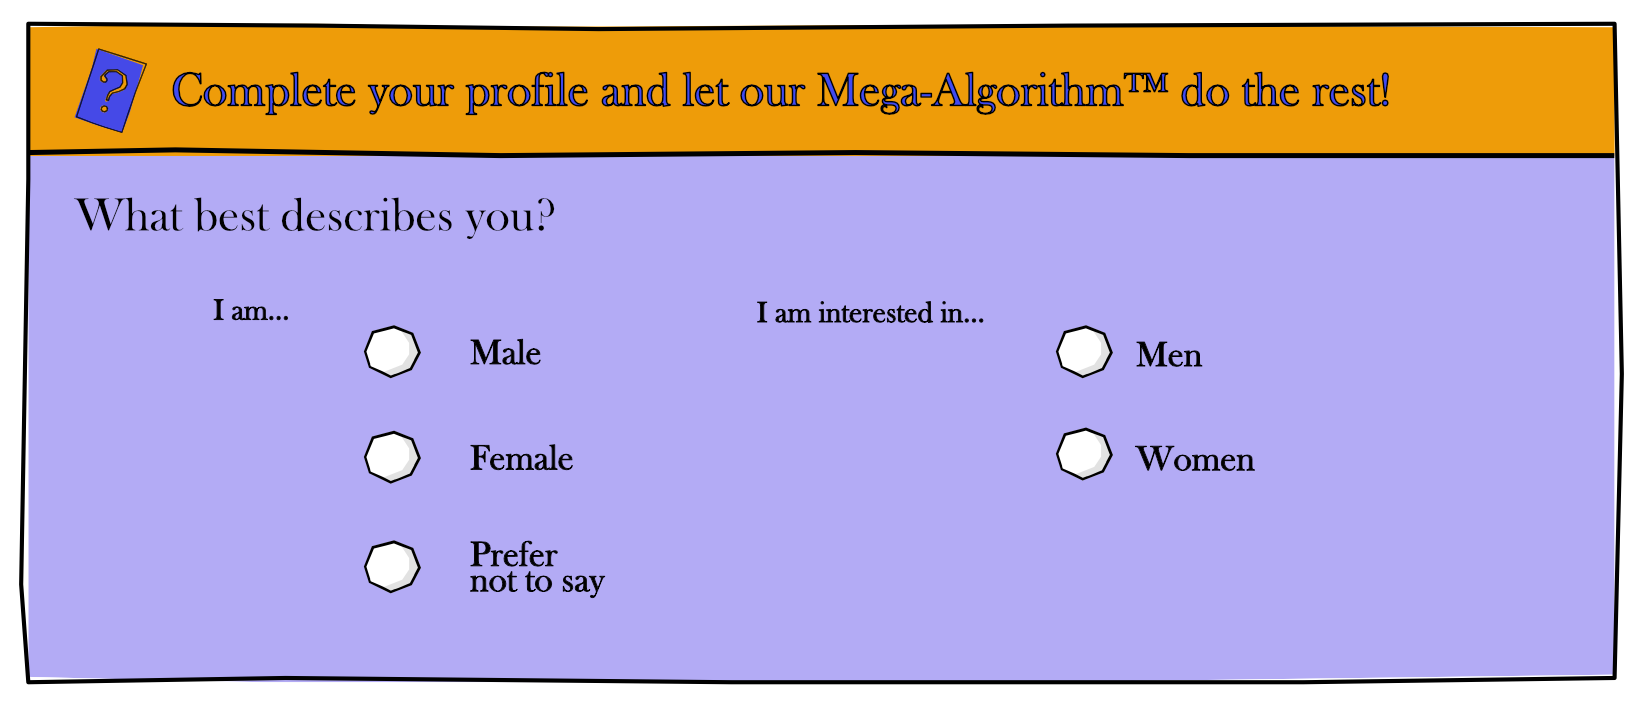 ?
Complete your profile and let our Mega-Algorithm™ do the rest!
What best describes you?
I am...
Male
Female
Prefer
not to say
I am interested in...
Men
Women